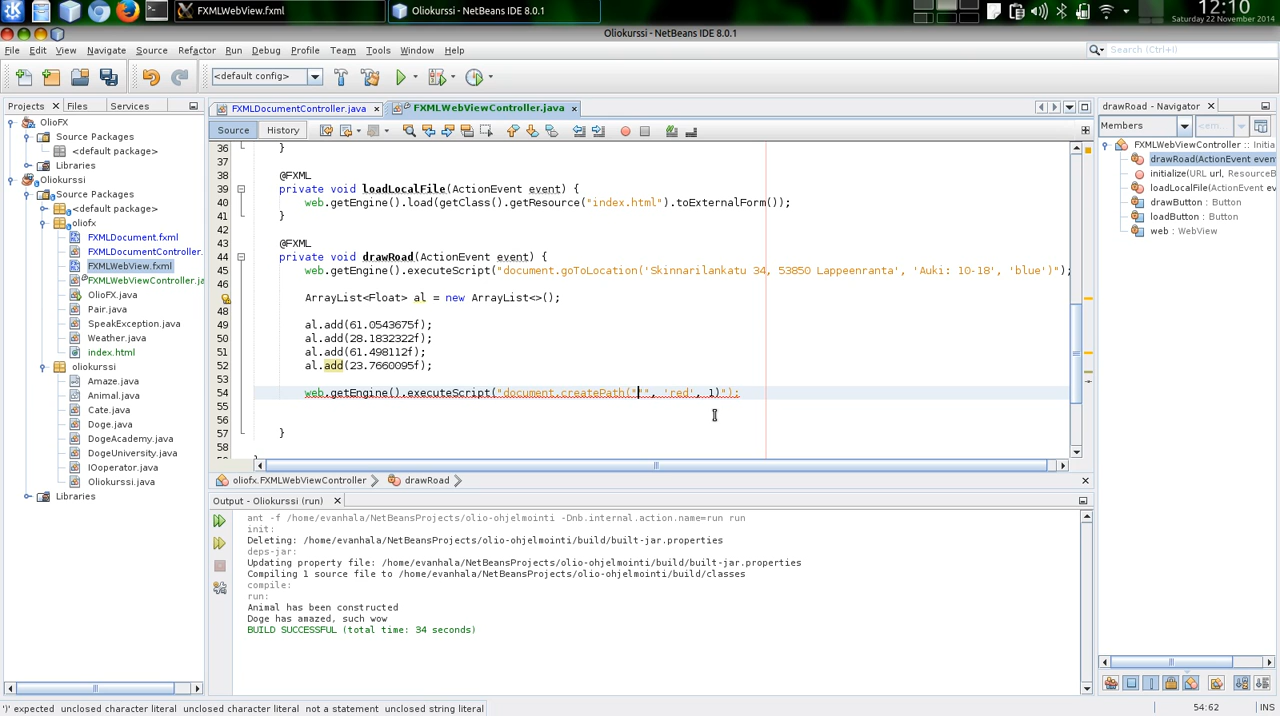 FXMLWebView.fxml
Oliokurssi - NetBeans IDE 8.0.1
12:10
Saturday 22 November 2014
Oliokurssi - NetBeans IDE 8.0.1
File Edit View Navigate Source Refactor Run Debug Profile Team Tools Window Help
Search (Ctrl+I)
<default config>
Projects Files Services
FXMLDocumentController.java
FXMLWebViewController.java
drawRoad - Navigator
Source History
Members
OlioFX
Source Packages
<default package>
Libraries
Oliokurssi
Source Packages
<default package>
oliofx
FXMLDocument.fxml
FXMLDocumentController.
FXMLWebView.fxml
FXMLWebViewController.ja
OlioFX.java
Pair.java
SpeakException.java
Weather.java
index.html
oliokurssi
Amaze.java
Animal.java
Cate.java
Doge.java
DogeAcademy.java
DogeUniversity.java
IOoperator.java
Oliokurssi.java
Libraries
36 }
37
38 @FXML
39 private void loadLocalFile(ActionEvent event) {
40 web.getEngine().load(getClass().getResource("index.html").toExternalForm());
41 }
42
43 @FXML
44 private void drawRoad(ActionEvent event) {
45 web.getEngine().executeScript("document.goToLocation('Skinnarilankatu 34, 53850 Lappeenranta', 'Auki: 10-18', 'blue')");
46
ArrayList<Float> al = new ArrayList<>();
48
49 al.add(61.0543675f);
50 al.add(28.1832322f);
51 al.add(61.498112f);
52 al.add(23.7660095f);
53
54 web.getEngine().executeScript("document.createPath(""", 'red', 1)");
55
56
57 }
58
FXMLWebViewController :: Initia
drawRoad(ActionEvent even
initialize(URL url, ResourceB
loadLocalFile(ActionEvent ev
drawButton : Button
loadButton : Button
web : WebView
oliofx.FXMLWebViewController
drawRoad
Output - Oliokurssi (run)
ant -f /home/evanhala/NetBeansProjects/olio-ohjelmointi -Dnb.internal.action.name=run run
init:
Deleting: /home/evanhala/NetBeansProjects/olio-ohjelmointi/build/built-jar.properties
deps-jar:
Updating property file: /home/evanhala/NetBeansProjects/olio-ohjelmointi/build/built-jar.properties
Compiling 1 source file to /home/evanhala/NetBeansProjects/olio-ohjelmointi/build/classes
compile:
run:
Animal has been constructed
Doge has amazed, such wow
BUILD SUCCESSFUL (total time: 34 seconds)
')' expected unclosed character literal unclosed character literal not a statement unclosed string literal
54:62
INS